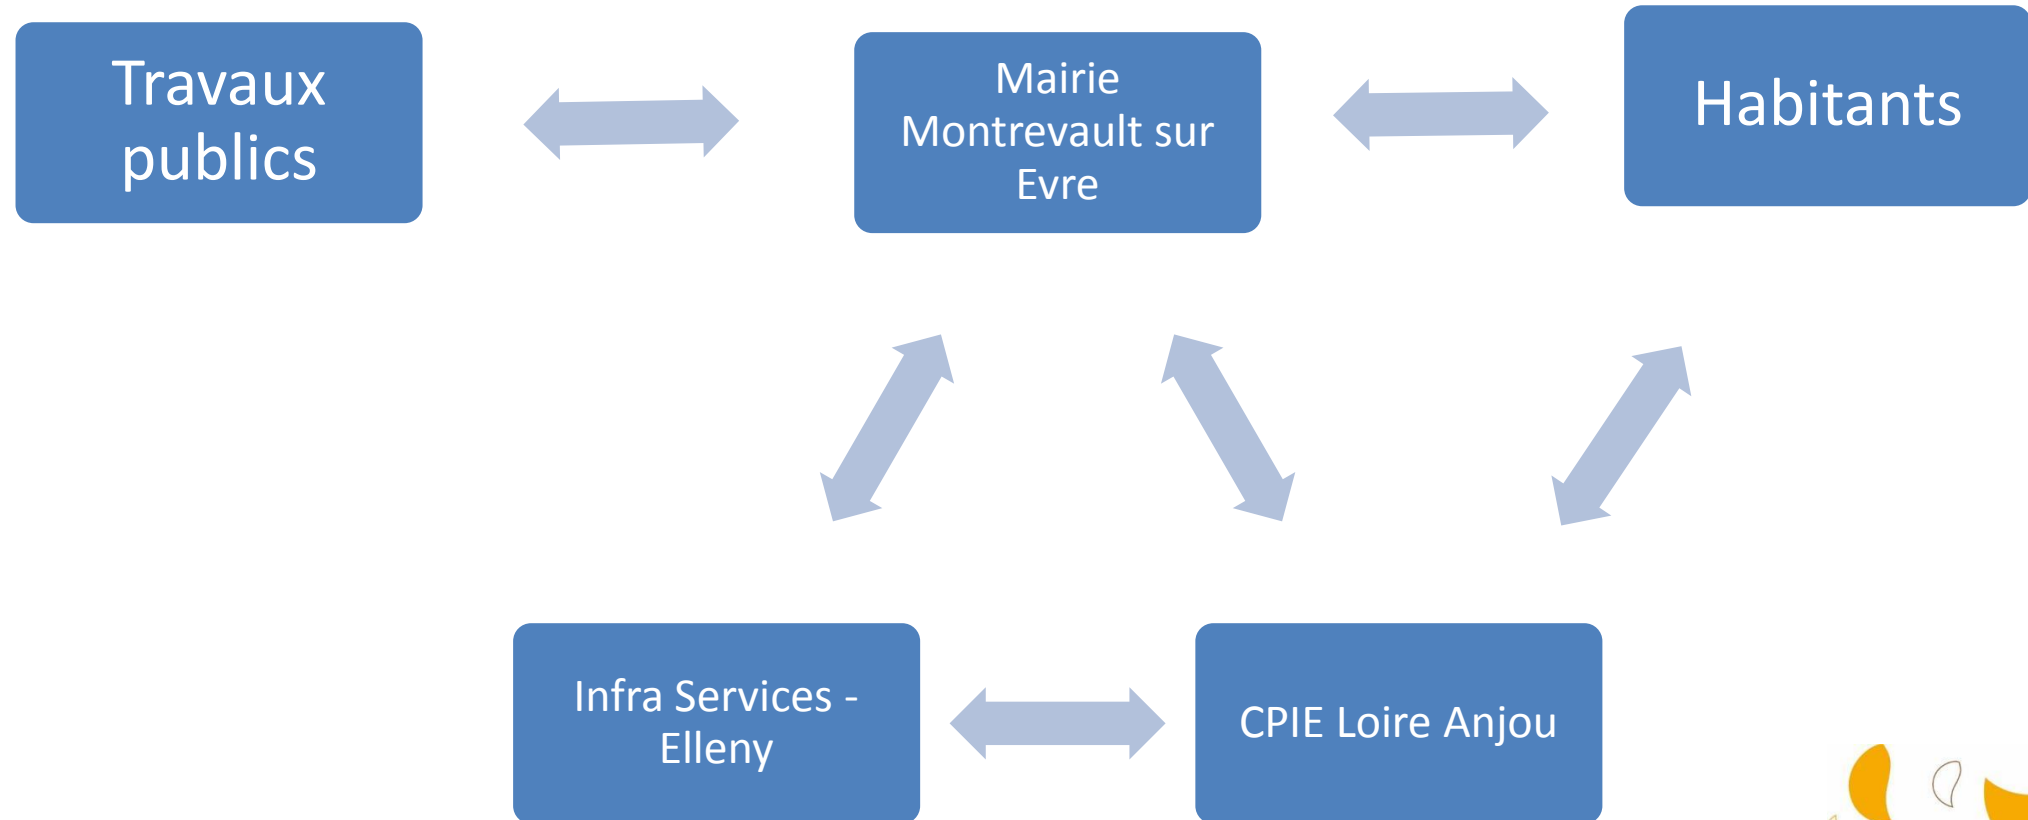 Travaux
publics
Mairie
Montrevault sur
Evre
Habitants
Infra Services -
Elleny
CPIE Loire Anjou